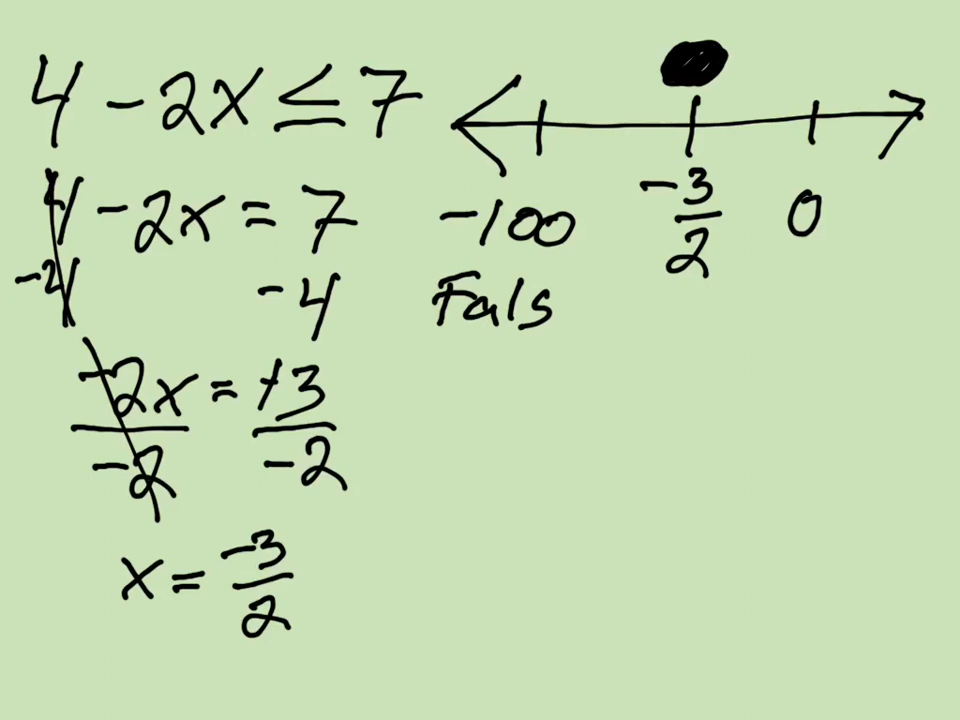 4 - 2x ≤ 7
4 - 2x = 7
-4 -4
-2x = +3
-2 -2
x = -3
2
-100 -3/2 0
Fals